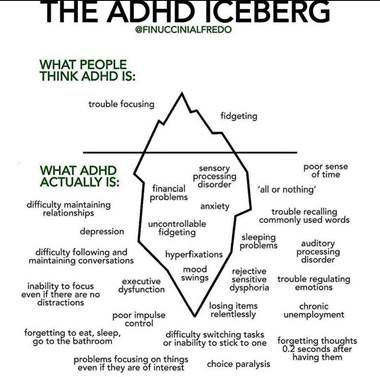 THE ADHD ICEBERG
@FINUCCINIALFREDO
WHAT PEOPLE
THINK ADHD IS:
trouble focusing
fidgeting
WHAT ADHD
ACTUALLY IS:
sensory
processing
disorder
poor sense
of time
financial
problems
'all or nothing'
anxiety
difficulty maintaining
relationships
trouble recalling
commonly used words
uncontrollable
fidgeting
depression
sleeping
problems
auditory
processing
disorder
difficulty following and
maintaining conversations
hyperfixations
mood
swings
rejective
sensitive
dysphoria
trouble regulating
emotions
inability to focus
even if there are no
distractions
executive
dysfunction
losing items
relentlessly
chronic
unemployment
poor impulse
control
forgetting to eat, sleep,
go to the bathroom
difficulty switching tasks
or inability to stick to one
forgetting thoughts
0.2 seconds after
having them
problems focusing on things
even if they are of interest
choice paralysis